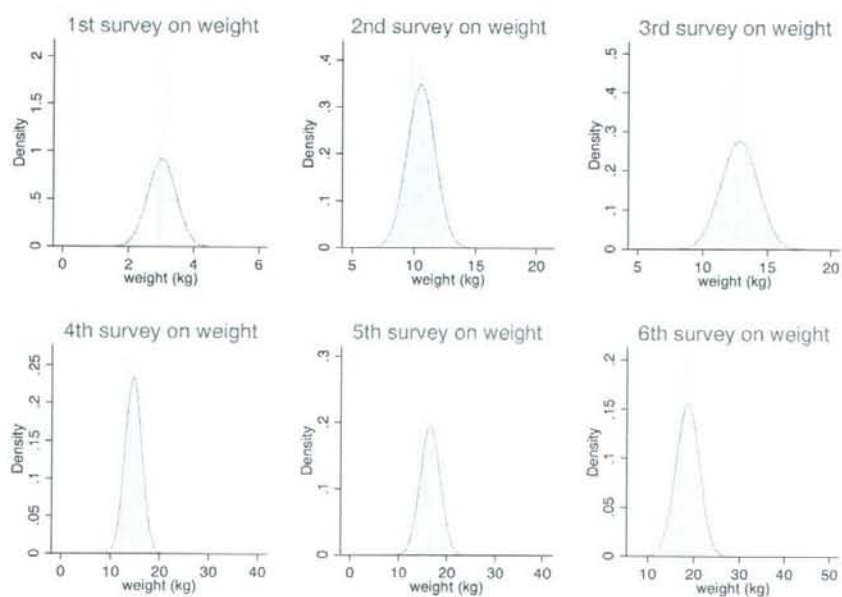 1st survey on weight
2
1.5
1
.5
0
Density
0 2 4 6
weight (kg)
2nd survey on weight
.4
.3
.2
.1
0
Density
5 10 15 20
weight (kg)
3rd survey on weight
.5
.4
.3
.2
.1
0
Density
5 10 15 20
weight (kg)
4th survey on weight
.25
.2
.15
.1
.05
0
Density
0 10 20 30 40
weight (kg)
5th survey on weight
.3
.2
.1
0
Density
0 10 20 30 40
weight (kg)
6th survey on weight
.2
.15
.1
.05
0
Density
10 20 30 40 50
weight (kg)